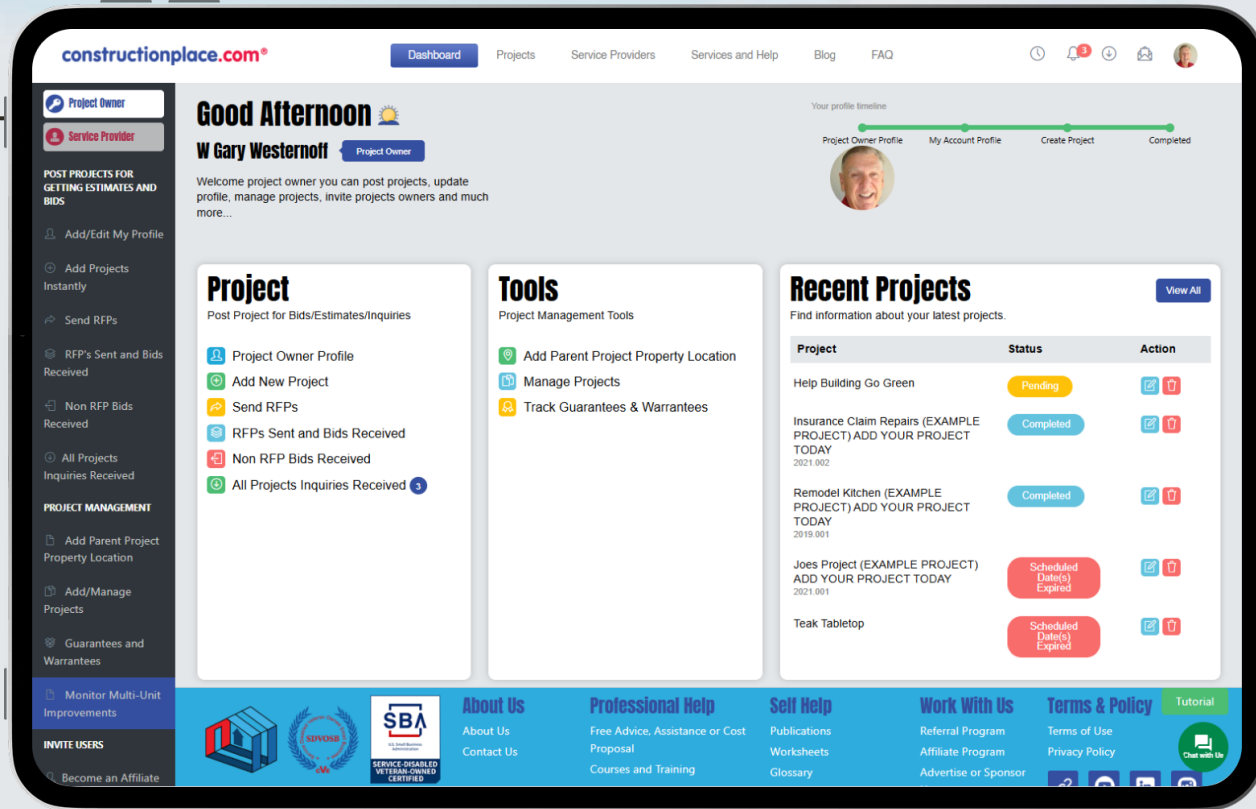 constructionplace.com®
Dashboard
Projects
Service Providers
Services and Help
Blog
FAQ
3
Project Owner
Service Provider
POST PROJECTS FOR
GETTING ESTIMATES AND
BIDS
Add/Edit My Profile
Add Projects
Instantly
Send RFPs
RFP's Sent and Bids
Received
Non RFP Bids
Received
All Projects
Inquiries Received
PROJECT MANAGEMENT
Add Parent Project
Property Location
Add/Manage
Projects
Guarantees and
Warrantees
Monitor Multi-Unit
Improvements
INVITE USERS
Become an Affiliate
Good Afternoon
W Gary Westernoff
Project Owner
Welcome project owner you can post projects, update
profile, manage projects, invite projects owners and much
more...
Your profile timeline
Project Owner Profile
My Account Profile
Create Project
Completed
Project
Post Project for Bids/Estimates/Inquiries
Project Owner Profile
Add New Project
Send RFPs
RFPs Sent and Bids Received
Non RFP Bids Received
All Projects Inquiries Received 3
Tools
Project Management Tools
Add Parent Project Property Location
Manage Projects
Track Guarantees & Warrantees
Recent Projects
View All
Find information about your latest projects.
Project Status Action
Help Building Go Green
Pending
Insurance Claim Repairs (EXAMPLE
PROJECT) ADD YOUR PROJECT
TODAY
2021.002
Completed
Remodel Kitchen (EXAMPLE
PROJECT) ADD YOUR PROJECT
TODAY
2019.001
Completed
Joes Project (EXAMPLE PROJECT)
ADD YOUR PROJECT TODAY
2021.001
Scheduled
Date(s)
Expired
Teak Tabletop
Scheduled
Date(s)
Expired
SDVOSB
SBA
U.S. Small Business
Administration
SERVICE-DISABLED
VETERAN-OWNED
CERTIFIED
About Us
About Us
Contact Us
Professional Help
Free Advice, Assistance or Cost
Proposal
Courses and Training
Self Help
Publications
Worksheets
Glossary
Work With Us
Referral Program
Affiliate Program
Advertise or Sponsor
Terms & Policy
Terms of Use
Privacy Policy
Tutorial
Chat with Us